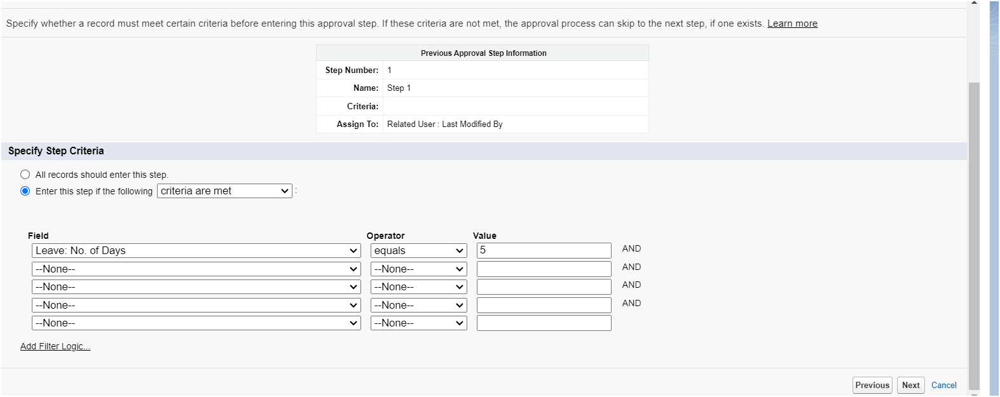 Specify whether a record must meet certain criteria before entering this approval step. If these criteria are not met, the approval process can skip to the next step, if one exists. Learn more
Previous Approval Step Information
Step Number: 1
Name: Step 1
Criteria:
Assign To: Related User : Last Modified By
Specify Step Criteria
All records should enter this step.
Enter this step if the following criteria are met :
Field Operator Value
Leave: No. of Days equals 5 AND
--None-- --None-- AND
--None-- --None-- AND
--None-- --None-- AND
--None-- --None--
Add Filter Logic...
Previous Next Cancel